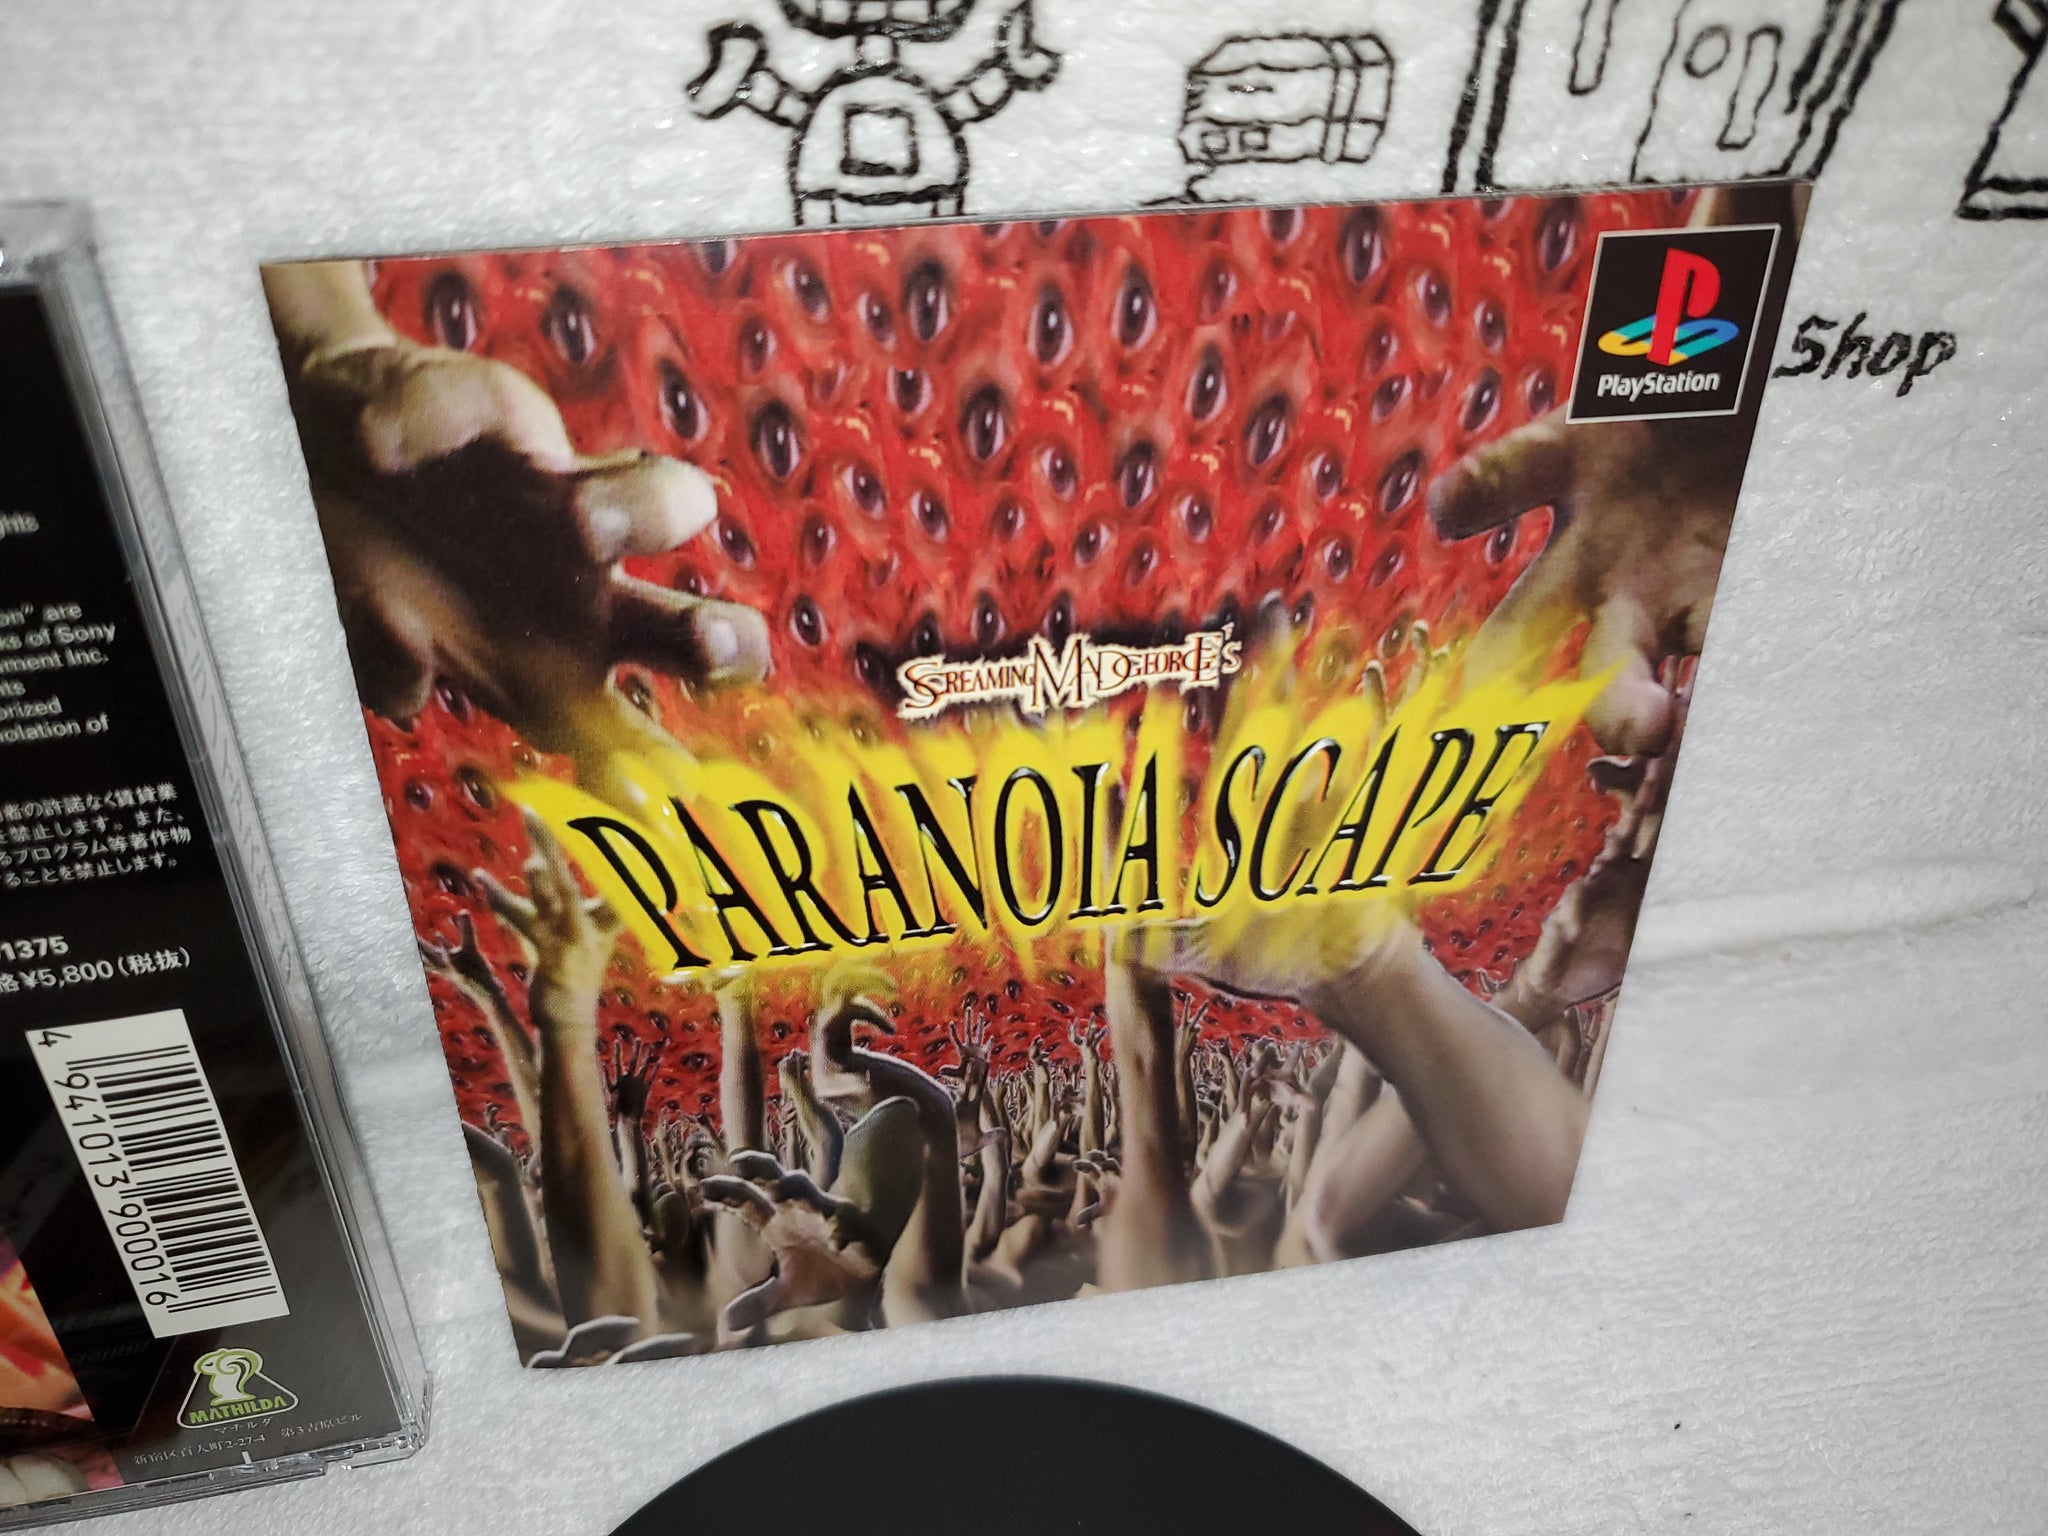 Shop
PlayStation
SCREAMING MAD GEORGE'S
PARANOIA SCAPE
ghts
on" are
ks of Sony
nment Inc.
nts
orized
iolation of
者の許諾なく賃貸業
を禁止します。また、
るプログラム等著作物
することを禁止します。
01375
格¥5,800(税抜)
4 941013 900016
MATHILDA
マチルダ
新宿区百人町2-27-4 第3吉原ビル